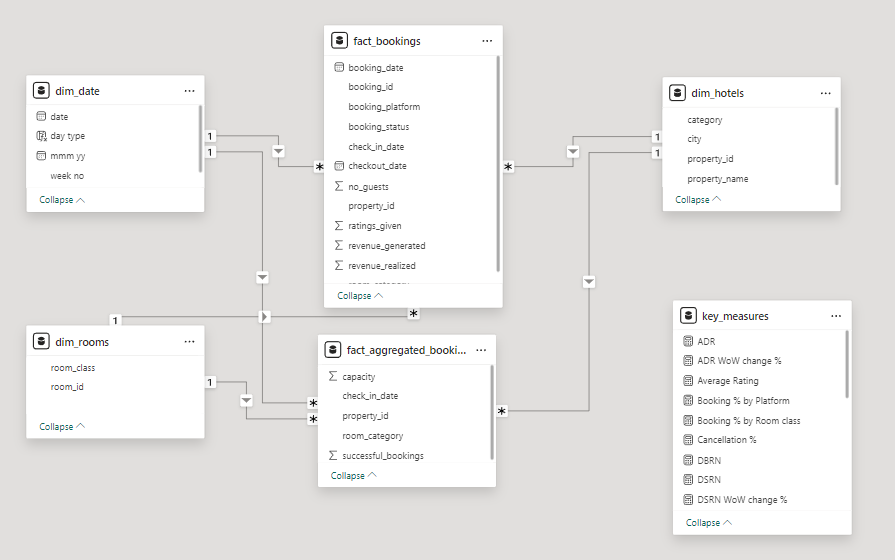 fact_bookings
booking_date
booking_id
booking_platform
booking_status
check_in_date
checkout_date
no_guests
property_id
ratings_given
revenue_generated
revenue_realized
Collapse
dim_date
date
day type
mmm yy
week no
Collapse
dim_hotels
category
city
property_id
property_name
Collapse
1
1
*
*
1
1
1
*
dim_rooms
room_class
room_id
Collapse
1
*
*
*
fact_aggregated_booki...
capacity
check_in_date
property_id
room_category
successful_bookings
Collapse
key_measures
ADR
ADR WoW change %
Average Rating
Booking % by Platform
Booking % by Room class
Cancellation %
DBRN
DSRN
DSRN WoW change %
Collapse